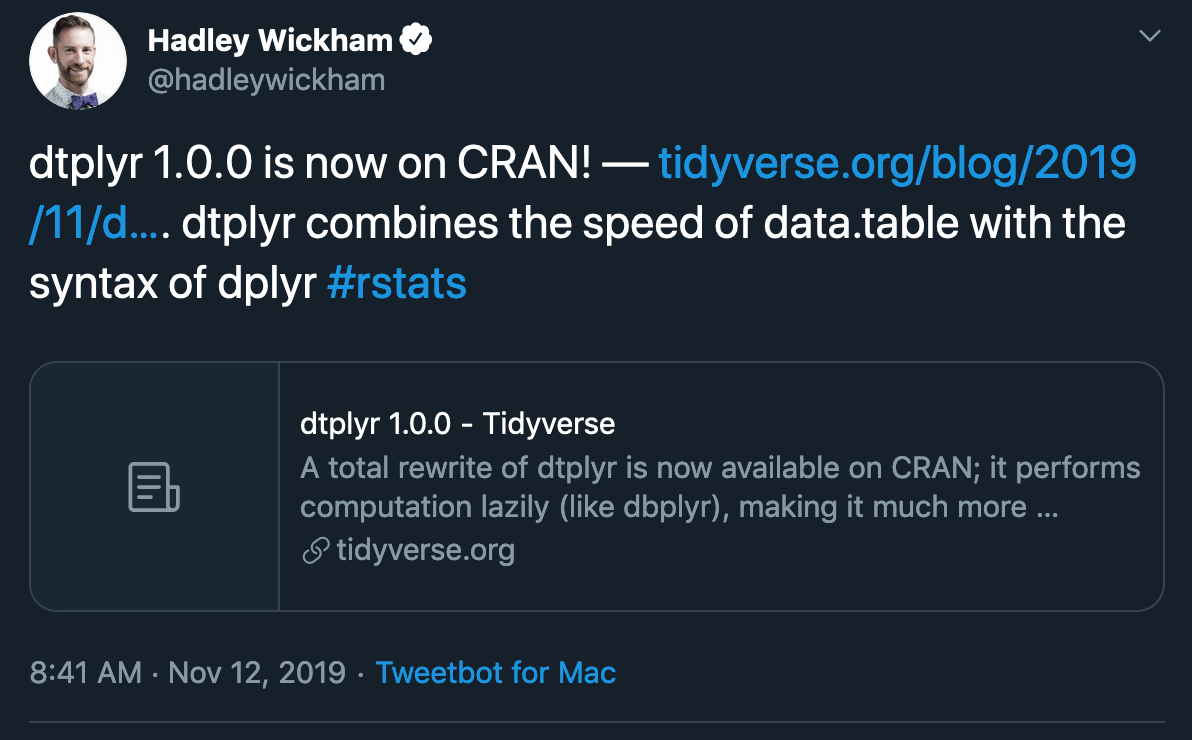 Hadley Wickham
@hadleywickham
dtplyr 1.0.0 is now on CRAN! — tidyverse.org/blog/2019
/11/d…. dtplyr combines the speed of data.table with the
syntax of dplyr #rstats
dtplyr 1.0.0 - Tidyverse
A total rewrite of dtplyr is now available on CRAN; it performs
computation lazily (like dbplyr), making it much more ...
tidyverse.org
8:41 AM · Nov 12, 2019 · Tweetbot for Mac